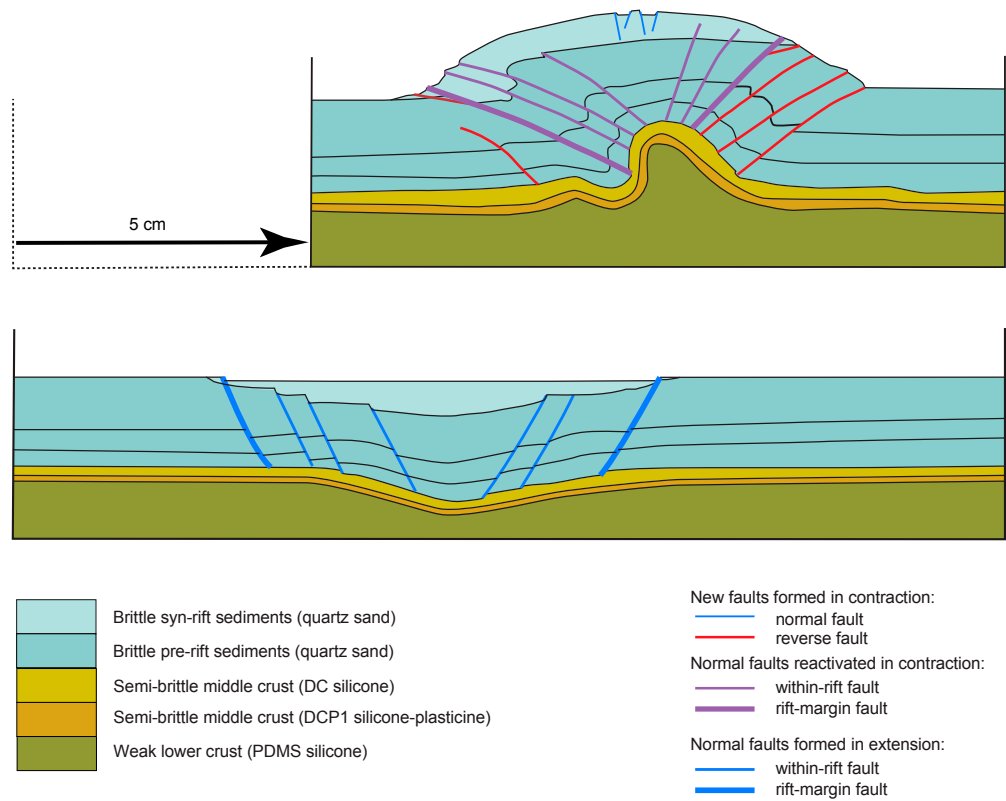 5 cm
Brittle syn-rift sediments (quartz sand)
Brittle pre-rift sediments (quartz sand)
Semi-brittle middle crust (DC silicone)
Semi-brittle middle crust (DCP1 silicone-plasticine)
Weak lower crust (PDMS silicone)
New faults formed in contraction:
normal fault
reverse fault
Normal faults reactivated in contraction:
within-rift fault
rift-margin fault
Normal faults formed in extension:
within-rift fault
rift-margin fault